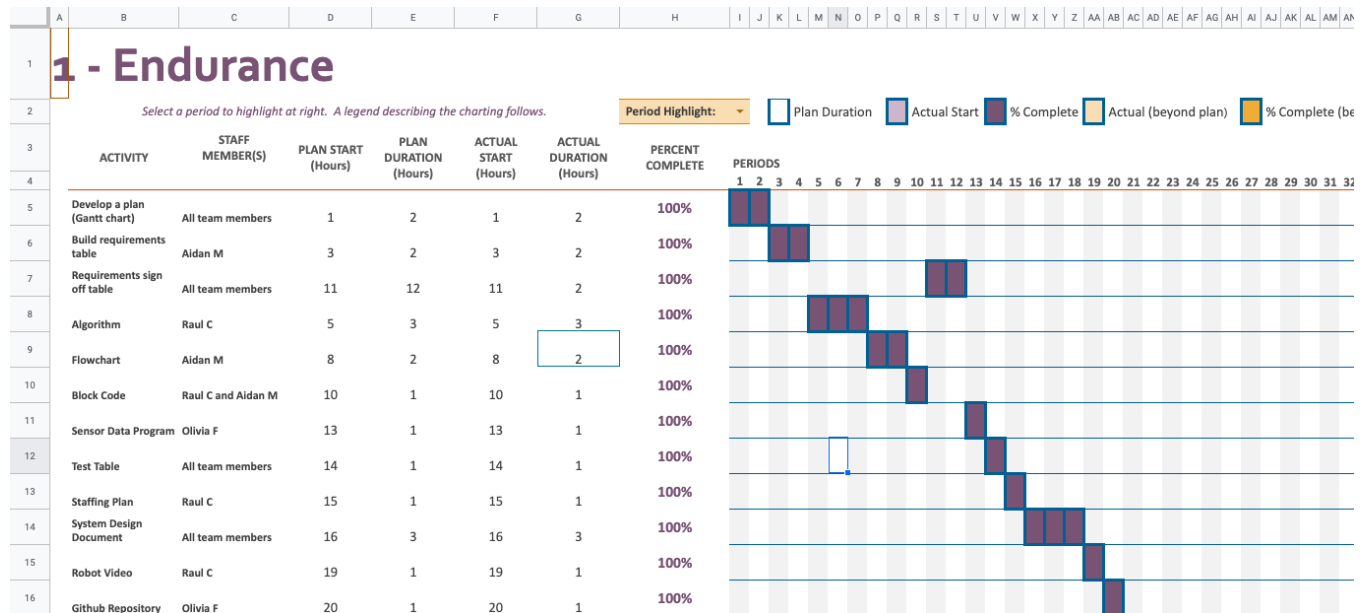 A B C D E F G H I J K L M N O P Q R S T U V W X Y Z AA AB AC AD AE AF AG AH AI AJ AK AL AM AN
1 1 - Endurance
2 Select a period to highlight at right. A legend describing the charting follows. Period Highlight: Plan Duration Actual Start % Complete Actual (beyond plan) % Complete (be
3 ACTIVITY STAFF MEMBER(S) PLAN START (Hours) PLAN DURATION (Hours) ACTUAL START (Hours) ACTUAL DURATION (Hours) PERCENT COMPLETE PERIODS
4 1 2 3 4 5 6 7 8 9 10 11 12 13 14 15 16 17 18 19 20 21 22 23 24 25 26 27 28 29 30 31 32
5 Develop a plan (Gantt chart) All team members 1 2 1 2 100%
6 Build requirements table Aidan M 3 2 3 2 100%
7 Requirements sign off table All team members 11 12 11 2 100%
8 Algorithm Raul C 5 3 5 3 100%
9 Flowchart Aidan M 8 2 8 2 100%
10 Block Code Raul C and Aidan M 10 1 10 1 100%
11 Sensor Data Program Olivia F 13 1 13 1 100%
12 Test Table All team members 14 1 14 1 100%
13 Staffing Plan Raul C 15 1 15 1 100%
14 System Design Document All team members 16 3 16 3 100%
15 Robot Video Raul C 19 1 19 1 100%
16 Github Repository Olivia F 20 1 20 1 100%